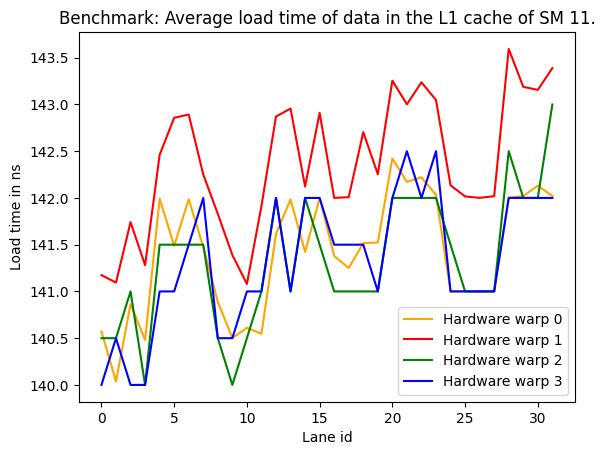 Benchmark: Average load time of data in the L1 cache of SM 11.
143.5
143.0
142.5
142.0
141.5
141.0
140.5
140.0
Load time in ns
Hardware warp 0
Hardware warp 1
Hardware warp 2
Hardware warp 3
0 5 10 15 20 25 30
Lane id